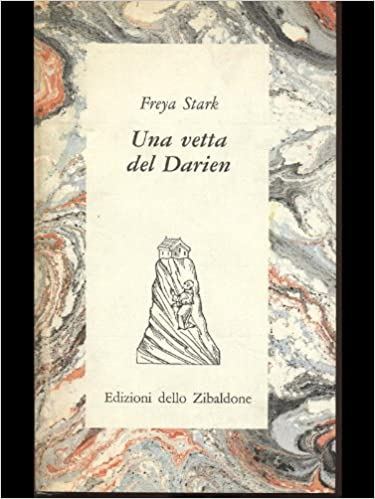 Freya Stark
Una vetta
del Darien
Edizioni dello Zibaldone